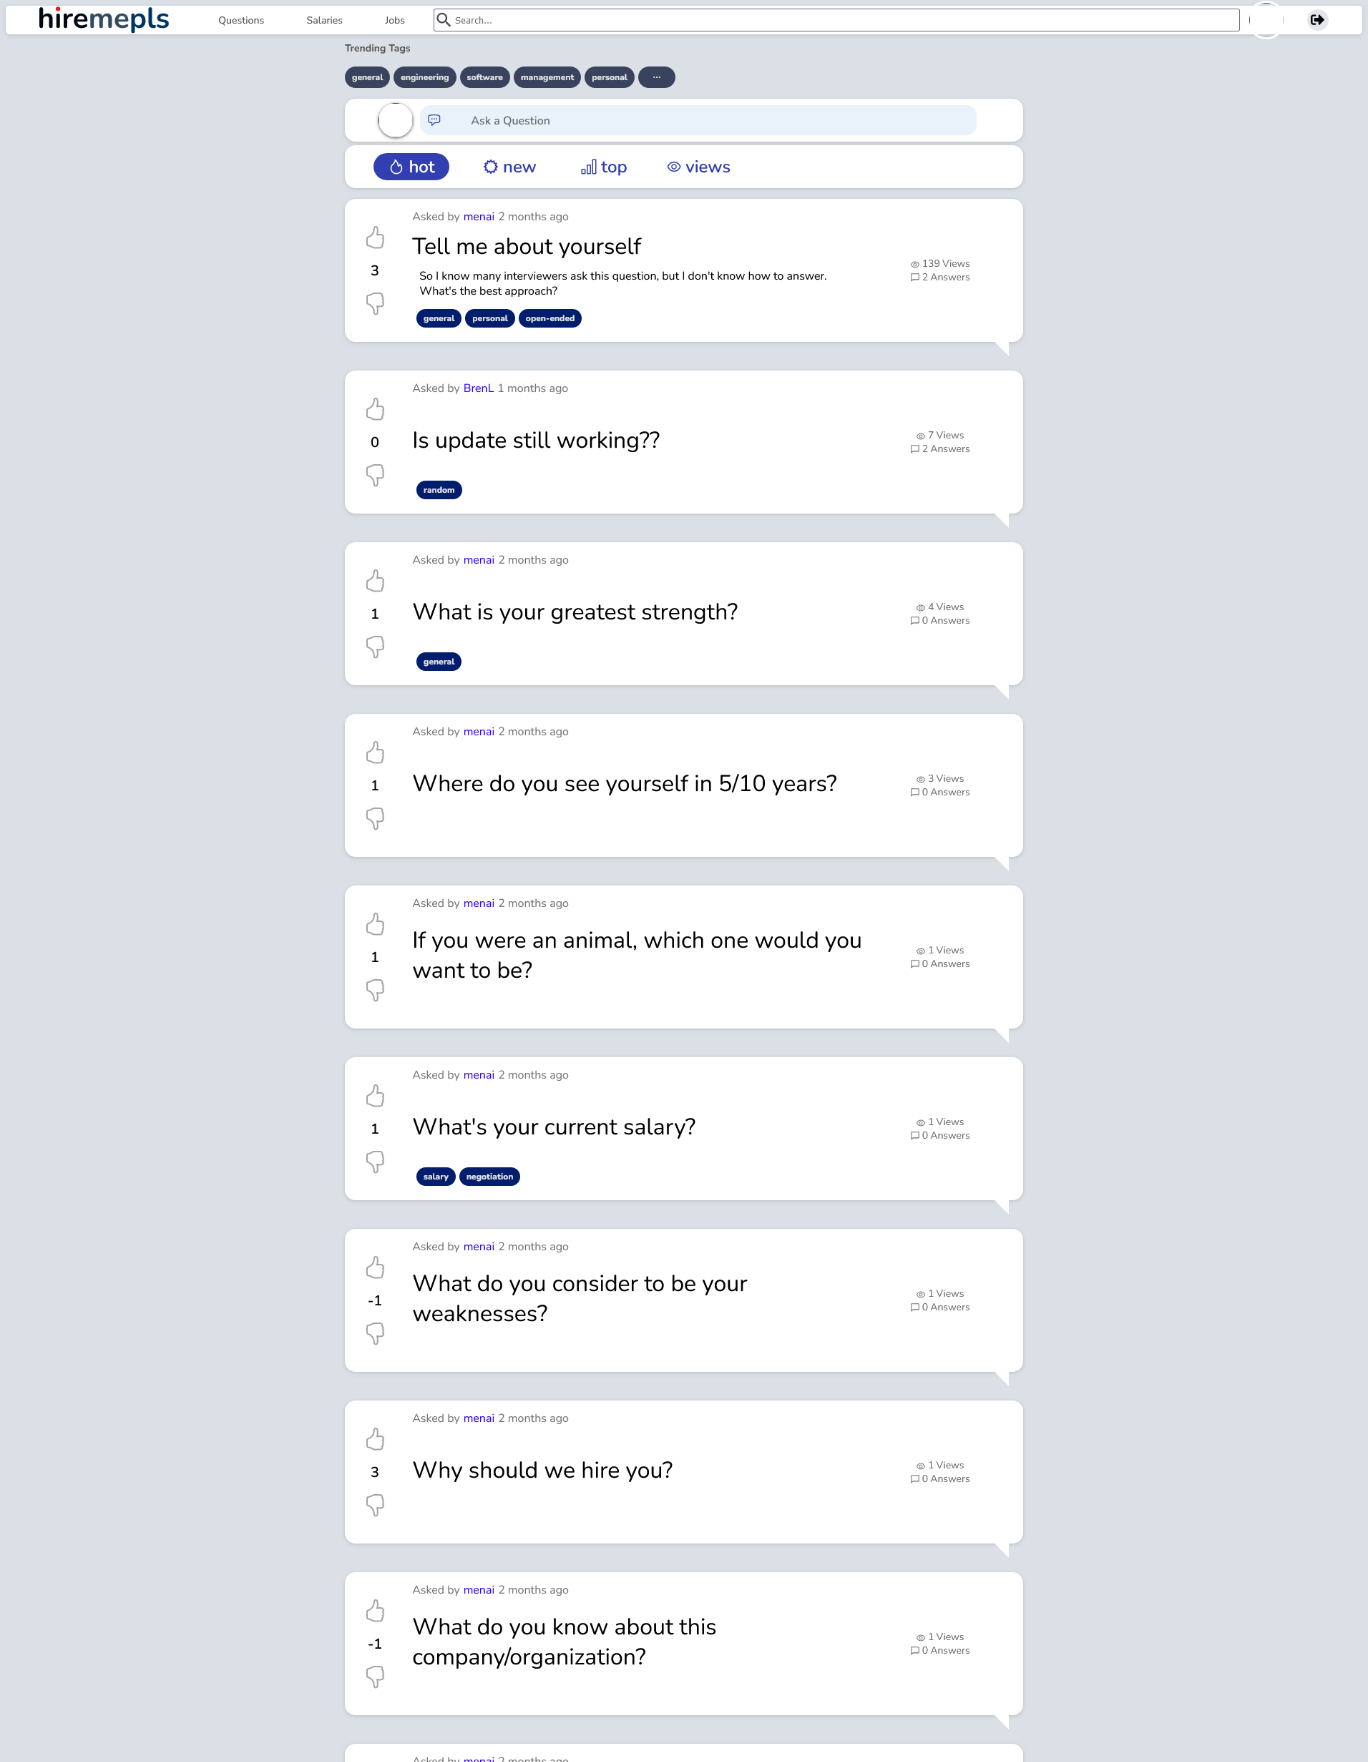 hiremepls
Questions Salaries Jobs Search...
Trending Tags
general engineering software management personal ...
Ask a Question
hot new top views
Asked by menai 2 months ago
Tell me about yourself
3
So I know many interviewers ask this question, but I don't know how to answer.
What's the best approach?
139 Views
2 Answers
general personal open-ended
Asked by BrenL 1 months ago
0
Is update still working??
7 Views
2 Answers
random
Asked by menai 2 months ago
1
What is your greatest strength?
4 Views
0 Answers
general
Asked by menai 2 months ago
1
Where do you see yourself in 5/10 years?
3 Views
0 Answers
Asked by menai 2 months ago
1
If you were an animal, which one would you
want to be?
1 Views
0 Answers
Asked by menai 2 months ago
1
What's your current salary?
1 Views
0 Answers
salary negotiation
Asked by menai 2 months ago
-1
What do you consider to be your
weaknesses?
1 Views
0 Answers
Asked by menai 2 months ago
3
Why should we hire you?
1 Views
0 Answers
Asked by menai 2 months ago
-1
What do you know about this
company/organization?
1 Views
0 Answers
Asked by menai 2 months ago